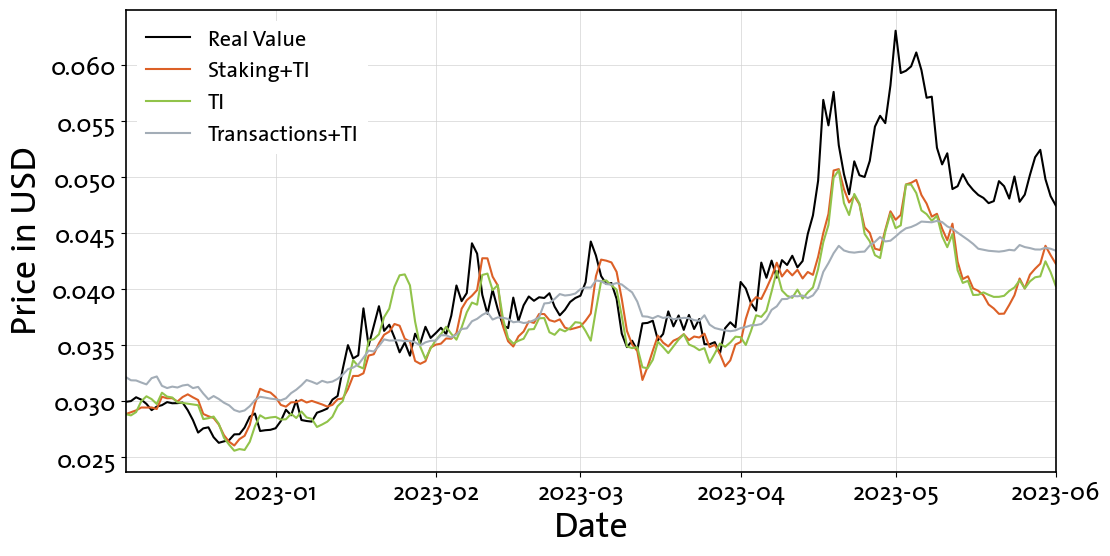 Real Value
Staking+TI
TI
Transactions+TI
Price in USD
0.060
0.055
0.050
0.045
0.040
0.035
0.030
0.025
2023-01
2023-02
2023-03
2023-04
2023-05
2023-06
Date